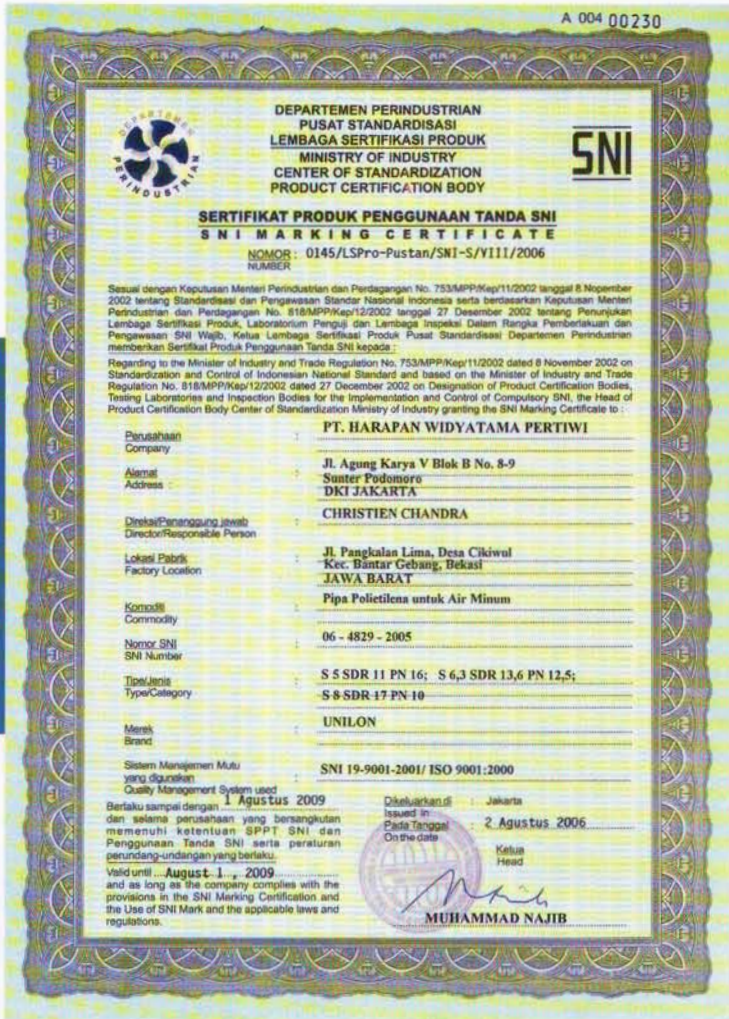 A 004 00230
DEPARTEMEN PERINDUSTRIAN
DEPARTEMEN PERINDUSTRIAN
PUSAT STANDARDISASI
LEMBAGA SERTIFIKASI PRODUK
MINISTRY OF INDUSTRY
CENTER OF STANDARDIZATION
PRODUCT CERTIFICATION BODY
SNI
SERTIFIKAT PRODUK PENGGUNAAN TANDA SNI
SNI MARKING CERTIFICATE
NOMOR : 0145/LSPro-Pustan/SNI-S/VIII/2006
NUMBER
Sesuai dengan Keputusan Menteri Perindustrian dan Perdagangan No. 753/MPP/Kep/11/2002 tanggal 8 Nopember
2002 tentang Standardisasi dan Pengawasan Standar Nasional Indonesia serta berdasarkan Keputusan Menteri
Perindustrian dan Perdagangan No. 818/MPP/Kep/12/2002 tanggal 27 Desember 2002 tentang Penunjukan
Lembaga Sertifikasi Produk, Laboratorium Penguji dan Lembaga Inspeksi Dalam Rangka Pemberlakuan dan
Pengawasan SNI Wajib, Ketua Lembaga Sertifikasi Produk Pusat Standardisasi Departemen Perindustrian
memberikan Sertifikat Produk Penggunaan Tanda SNI kepada :
Regarding to the Minister of Industry and Trade Regulation No. 753/MPP/Kep/11/2002 dated 8 November 2002 on
Standardization and Control of Indonesian National Standard and based on the Minister of Industry and Trade
Regulation No. 818/MPP/Kep/12/2002 dated 27 December 2002 on Designation of Product Certification Bodies,
Testing Laboratories and Inspection Bodies for the Implementation and Control of Compulsory SNI, the Head of
Product Certification Body Center of Standardization Ministry of Industry granting the SNI Marking Certificate to :
Perusahaan : PT. HARAPAN WIDYATAMA PERTIWI
Company
Alamat : Jl. Agung Karya V Blok B No. 8-9
Address : Sunter Podomoro
DKI JAKARTA
Direksi/Penanggung jawab : CHRISTIEN CHANDRA
Director/Responsible Person
Lokasi Pabrik : Jl. Pangkalan Lima, Desa Cikiwul
Factory Location Kec. Bantar Gebang, Bekasi
JAWA BARAT
Komoditi : Pipa Polietilena untuk Air Minum
Commodity
Nomor SNI : 06 - 4829 - 2005
SNI Number
Tipe/Jenis : S 5 SDR 11 PN 16; S 6,3 SDR 13,6 PN 12,5;
Type/Category S 8 SDR 17 PN 10
Merek : UNILON
Brand
Sistem Manajemen Mutu
yang digunakan : SNI 19-9001-2001/ ISO 9001:2000
Quality Management System used
Berlaku sampai dengan 1 Agustus 2009
dan selama perusahaan yang bersangkutan
memenuhi ketentuan SPPT SNI dan
Penggunaan Tanda SNI serta peraturan
perundang-undangan yang berlaku.
Valid until August 1 , 2009
and as long as the company complies with the
provisions in the SNI Marking Certification and
the Use of SNI Mark and the applicable laws and
regulations.
Dikeluarkan di : Jakarta
Issued in
Pada Tanggal : 2 Agustus 2006
On the date
Ketua
Head
MUHAMMAD NAJIB